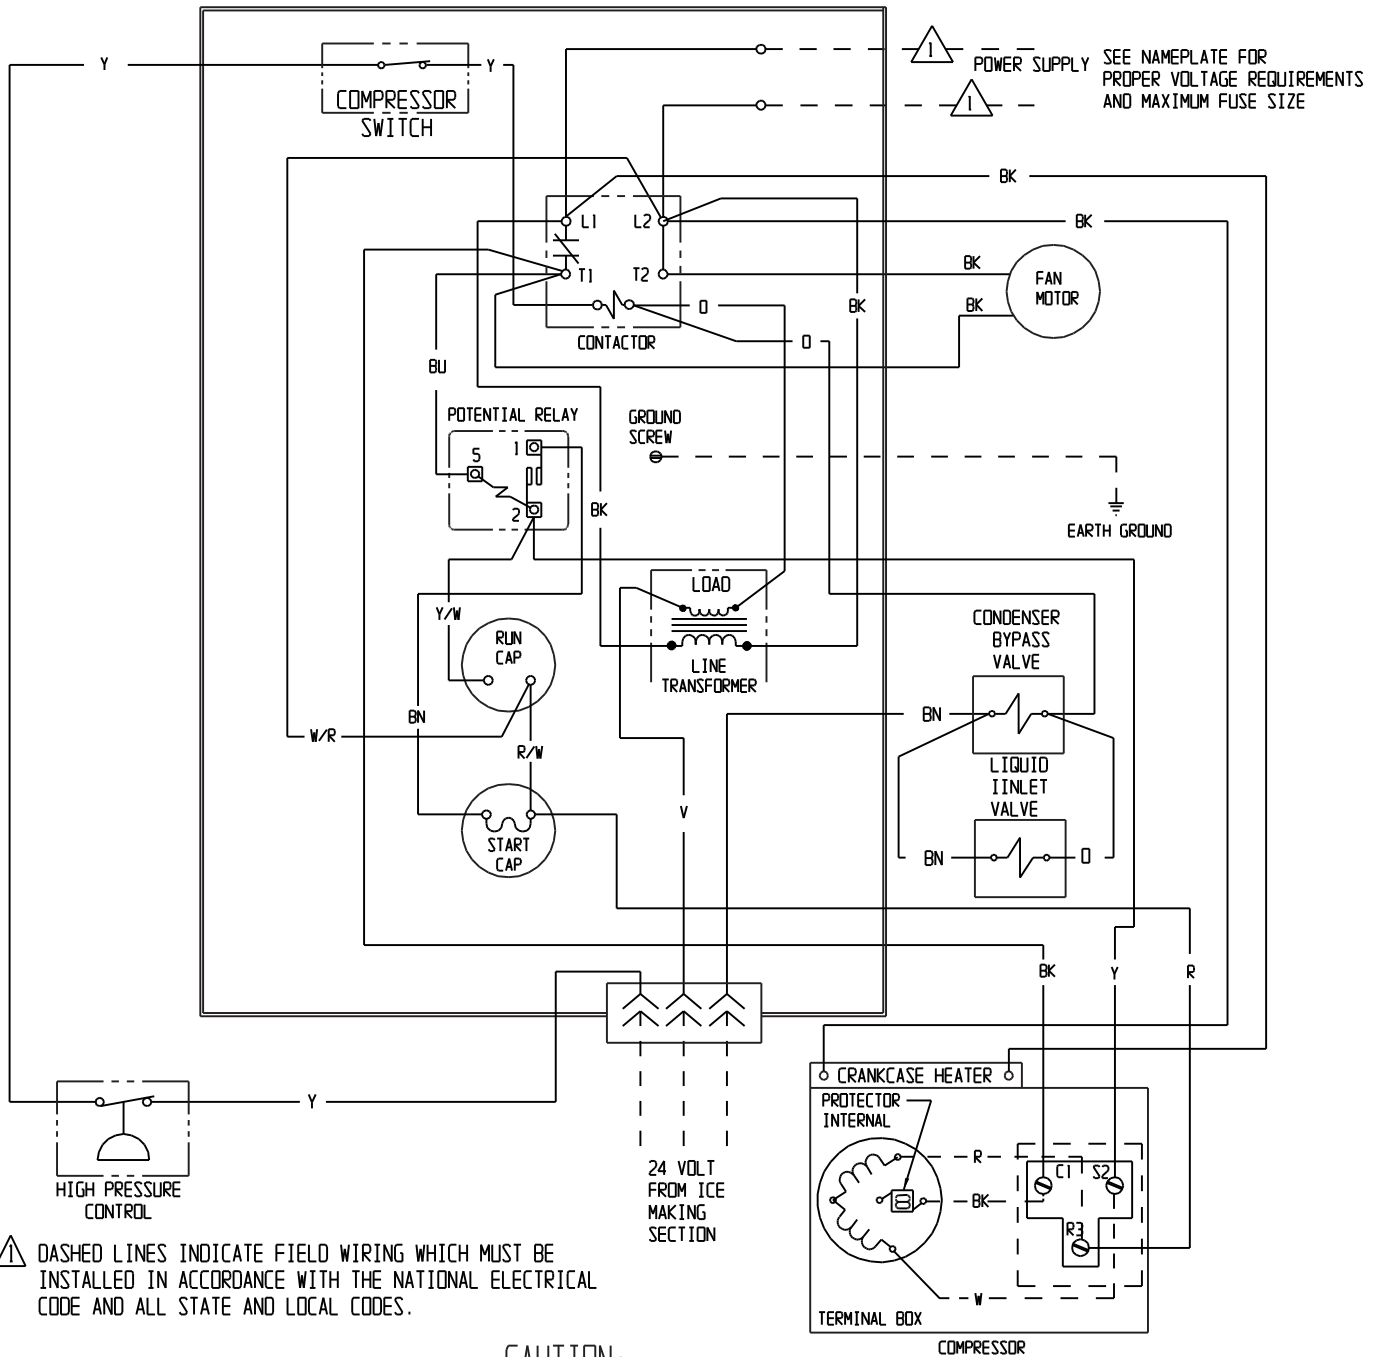 Y
Y
COMPRESSOR
SWITCH
1
1
POWER SUPPLY
SEE NAMEPLATE FOR
PROPER VOLTAGE REQUIREMENTS
AND MAXIMUM FUSE SIZE
BK
L1
L2
BK
T1
T2
BK
FAN
MOTOR
BK
O
BK
CONTACTOR
O
BU
POTENTIAL RELAY
1
5
2
GROUND
SCREW
BK
EARTH GROUND
LOAD
LINE
TRANSFORMER
Y/W
RUN
CAP
CONDENSER
BYPASS
VALVE
BN
BN
W/R
R/W
LIQUID
IINLET
VALVE
V
START
CAP
BN
O
BK
Y
R
CRANKCASE HEATER
PROTECTOR
INTERNAL
Y
HIGH PRESSURE
CONTROL
24 VOLT
FROM ICE
MAKING
SECTION
R
C1
S2
BK
R3
W
TERMINAL BOX
COMPRESSOR
1
DASHED LINES INDICATE FIELD WIRING WHICH MUST BE
INSTALLED IN ACCORDANCE WITH THE NATIONAL ELECTRICAL
CODE AND ALL STATE AND LOCAL CODES.
CAUTION: